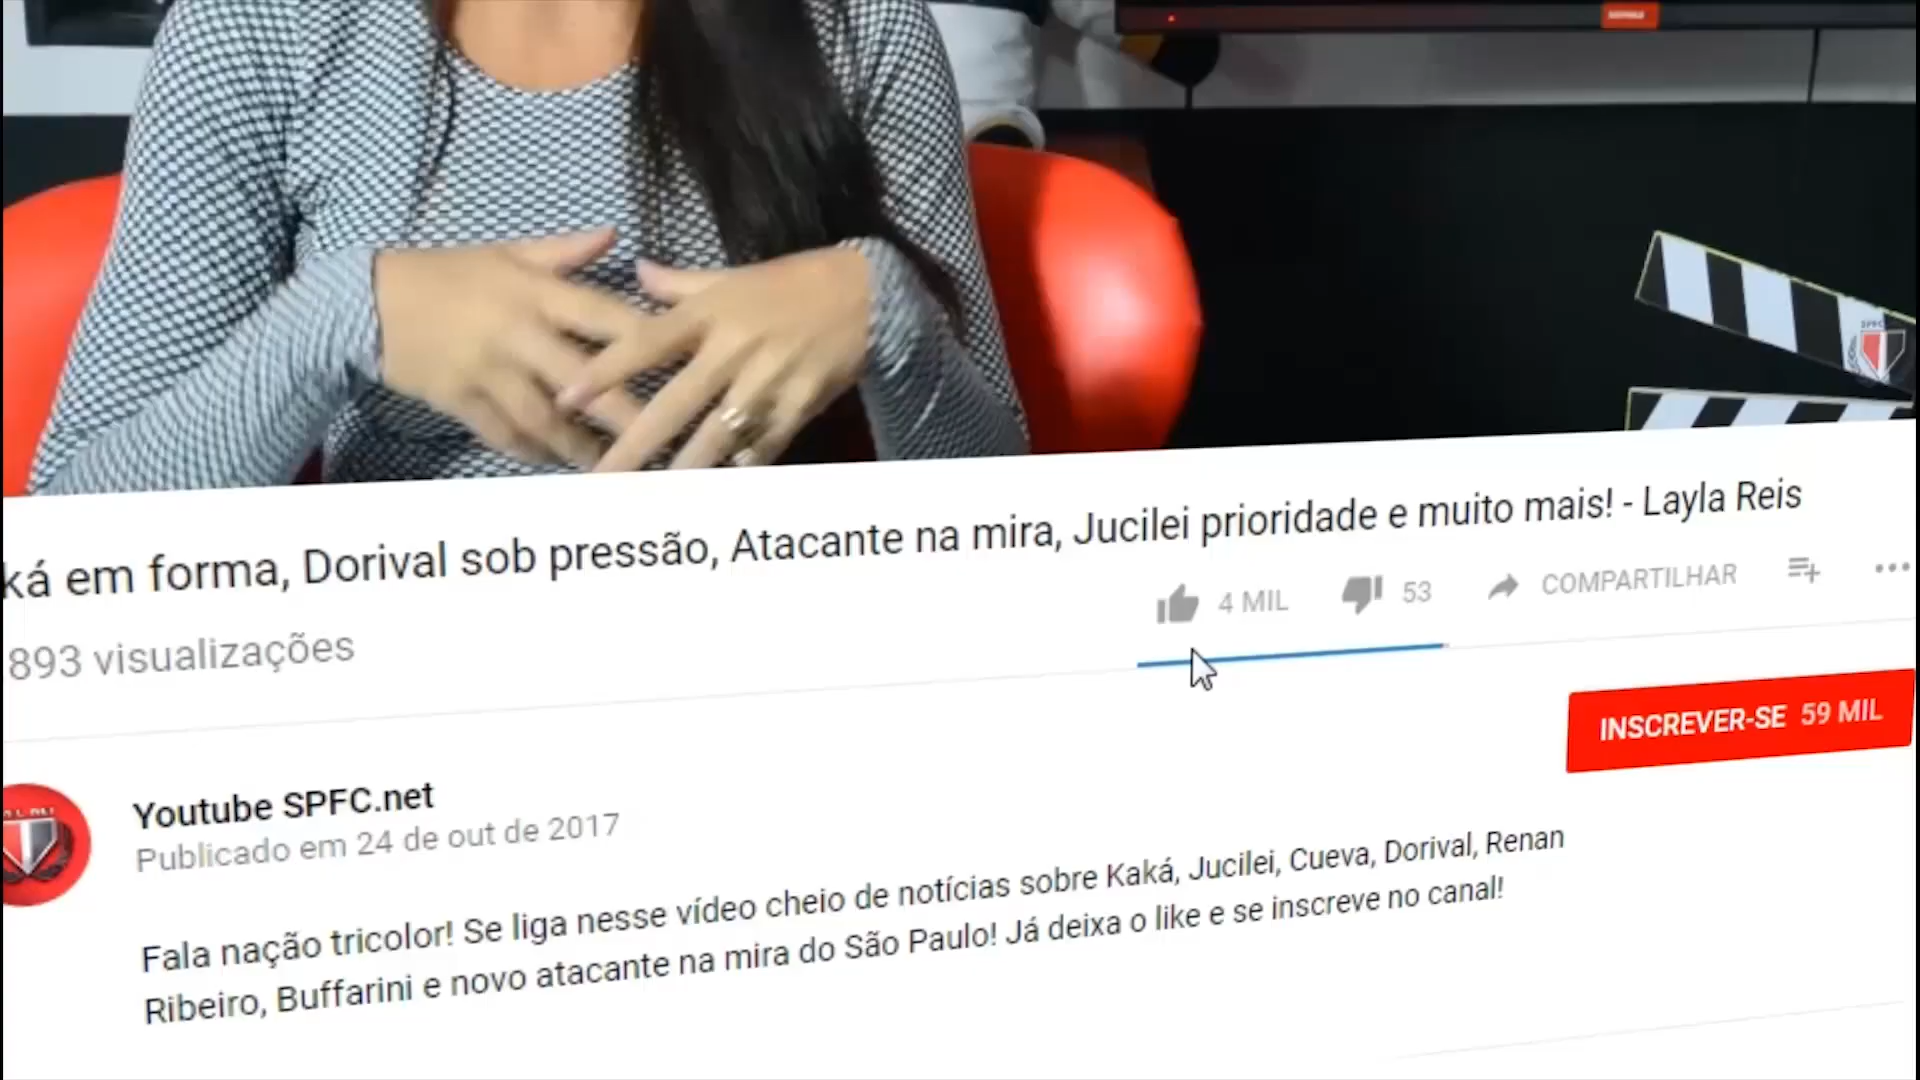 ká em forma, Dorival sob pressão, Atacante na mira, Jucilei prioridade e muito mais! - Layla Reis
893 visualizações
4 MIL 53 COMPARTILHAR
INSCREVER-SE 59 MIL
Youtube SPFC.net
Publicado em 24 de out de 2017
Fala nação tricolor! Se liga nesse vídeo cheio de notícias sobre Kaká, Jucilei, Cueva, Dorival, Renan
Ribeiro, Buffarini e novo atacante na mira do São Paulo! Já deixa o like e se inscreve no canal!
SPFC